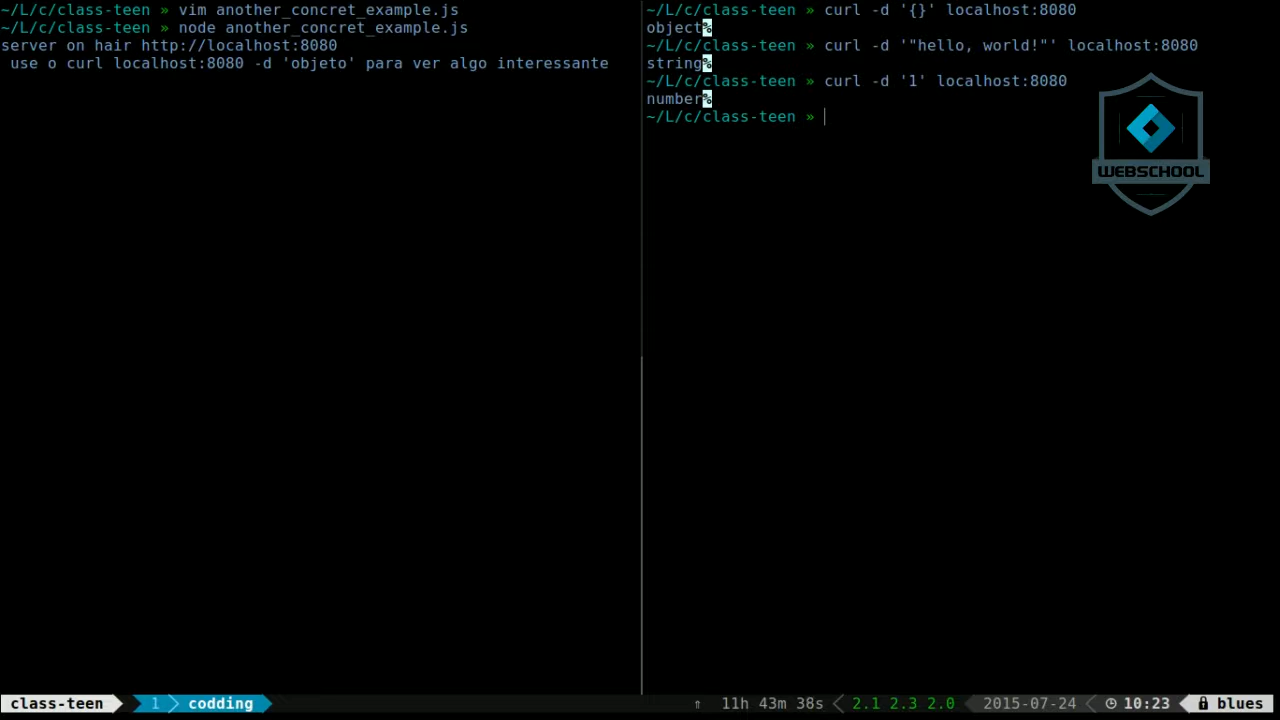 ~/L/c/class-teen » vim another_concret_example.js
~/L/c/class-teen » node another_concret_example.js
server on hair http://localhost:8080
use o curl localhost:8080 -d 'objeto' para ver algo interessante
~/L/c/class-teen » curl -d '{}' localhost:8080
object%
~/L/c/class-teen » curl -d '"hello, world!"' localhost:8080
string%
~/L/c/class-teen » curl -d '1' localhost:8080
number%
~/L/c/class-teen »
WEBSCHOOL
class-teen 1 codding ↑ 11h 43m 38s 2.1 2.3 2.0 2015-07-24 10:23 blues